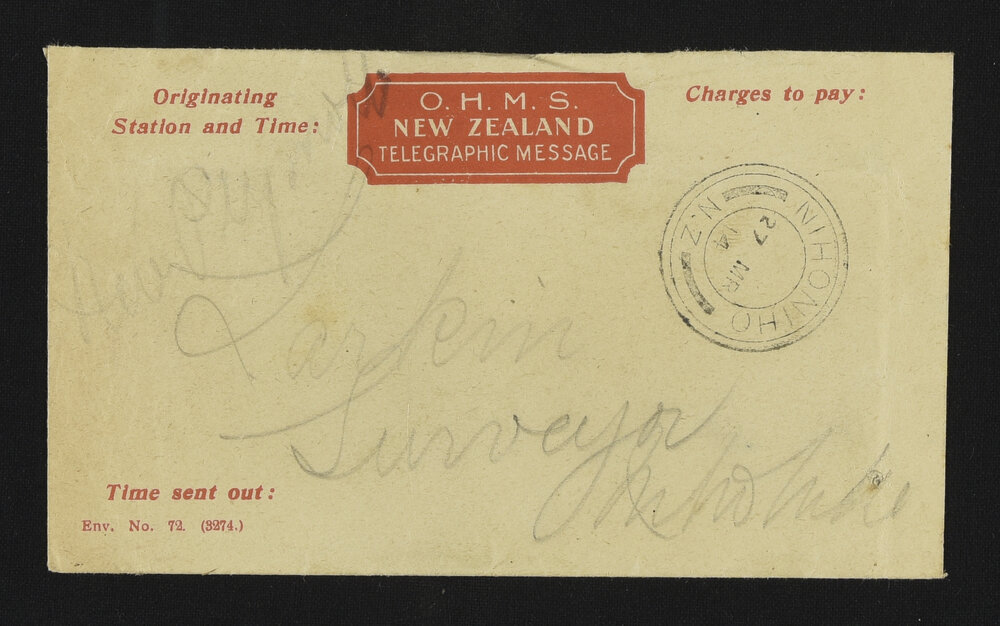 Originating
Station and Time:
O. H. M. S.
NEW ZEALAND
TELEGRAPHIC MESSAGE
Charges to pay:
NIHONIHO
N.Z
27 MR
14
Larkin
Surveyor
Time sent out:
Env. No. 72. (3274.)